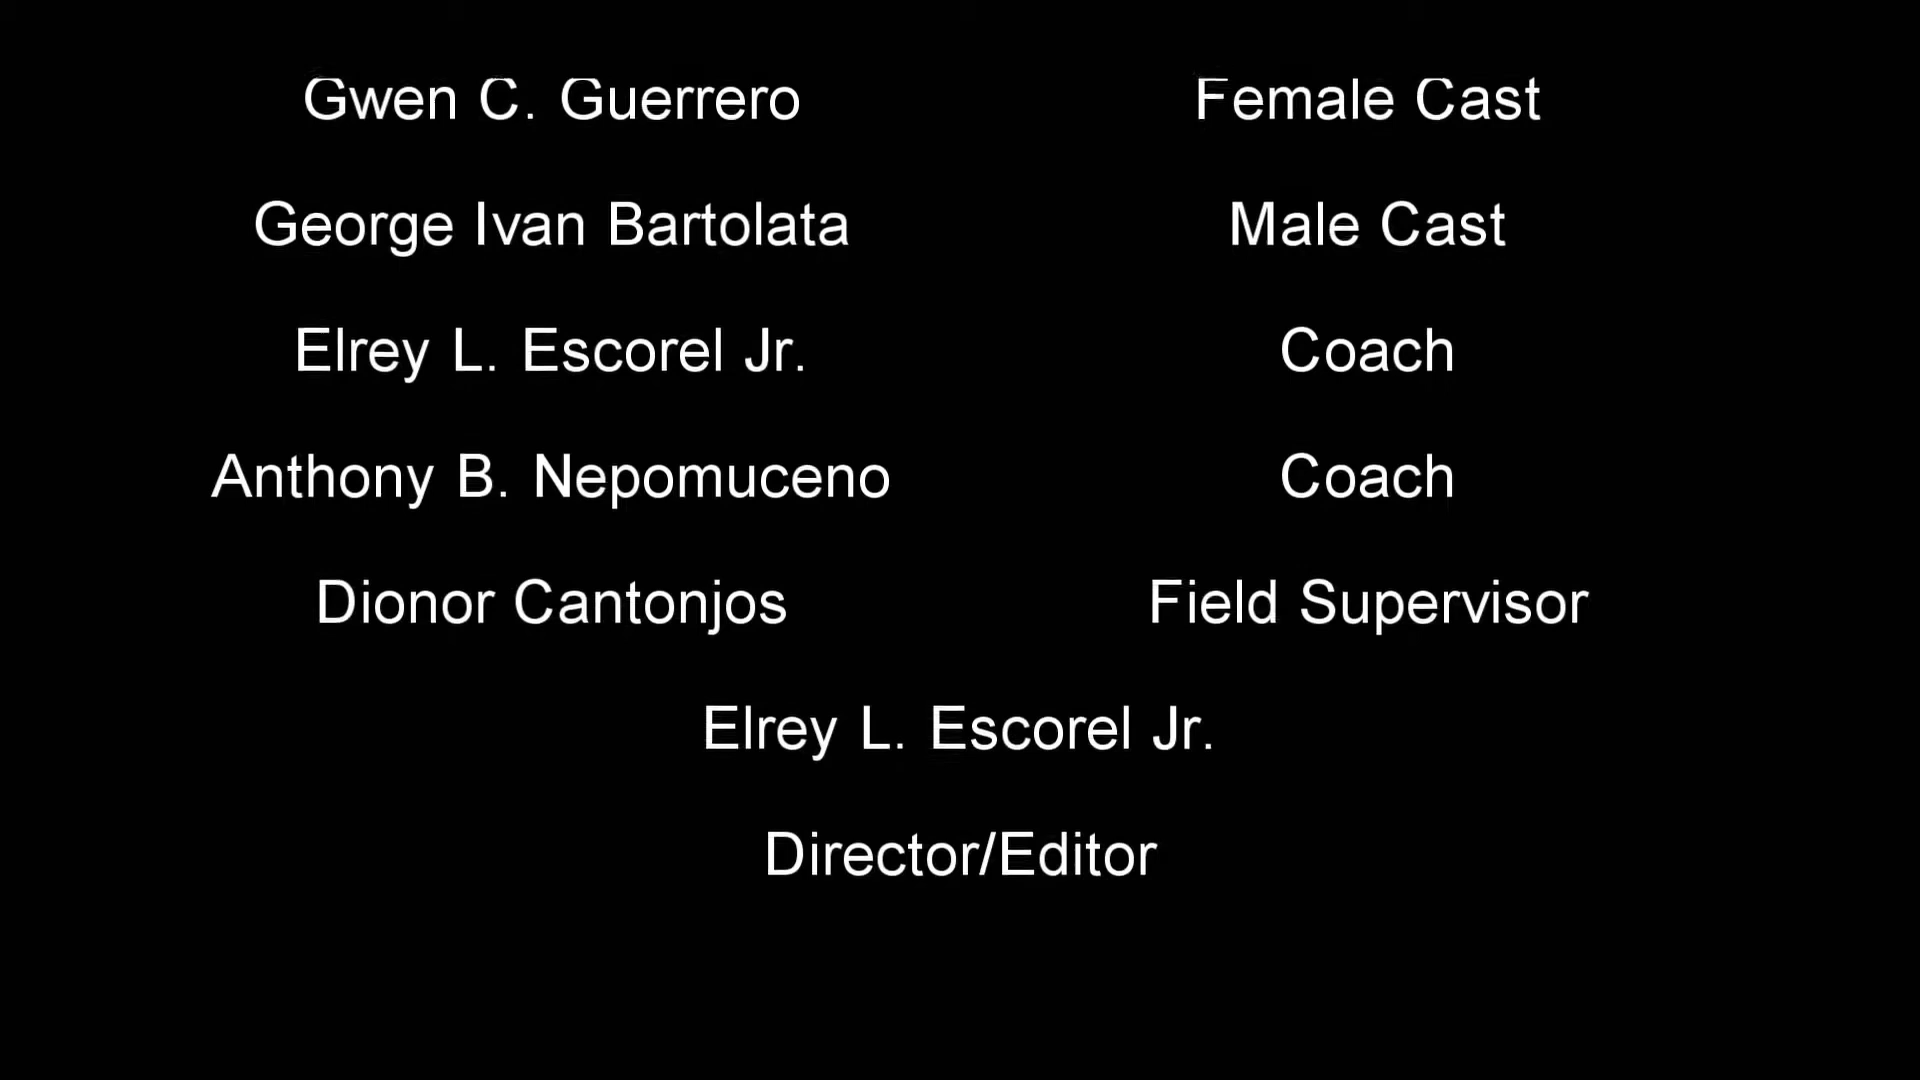 Gwen C. Guerrero Female Cast
George Ivan Bartolata Male Cast
Elrey L. Escorel Jr. Coach
Anthony B. Nepomuceno Coach
Dionor Cantonjos Field Supervisor
Elrey L. Escorel Jr.
Director/Editor